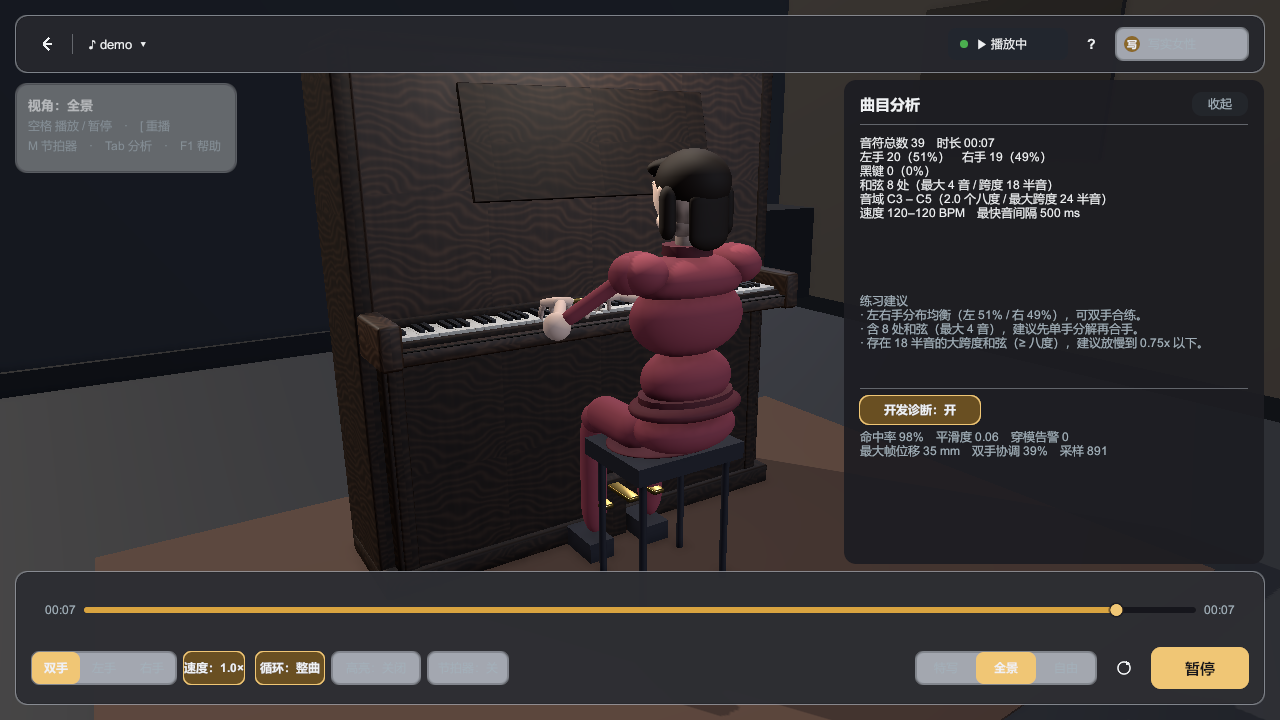 ♪ demo ▼
▶ 播放中
?
写
视角：全景
空格 播放 / 暂停 · [ 重播
M 节拍器 · Tab 分析 · F1 帮助
曲目分析
收起
音符总数 39 时长 00:07
左手 20（51%） 右手 19（49%）
黑键 0（0%）
和弦 8 处（最大 4 音 / 跨度 18 半音）
音域 C3 – C5（2.0 个八度 / 最大跨度 24 半音）
速度 120–120 BPM 最快音间隔 500 ms
练习建议
· 左右手分布均衡（左 51% / 右 49%），可双手合练。
· 含 8 处和弦（最大 4 音），建议先单手分解再合手。
· 存在 18 半音的大跨度和弦（≥ 八度），建议放慢到 0.75x 以下。
开发诊断：开
命中率 98% 平滑度 0.06 穿模告警 0
最大帧位移 35 mm 双手协调 39% 采样 891
00:07
00:07
双手
速度：1.0×
循环：整曲
全景
暂停